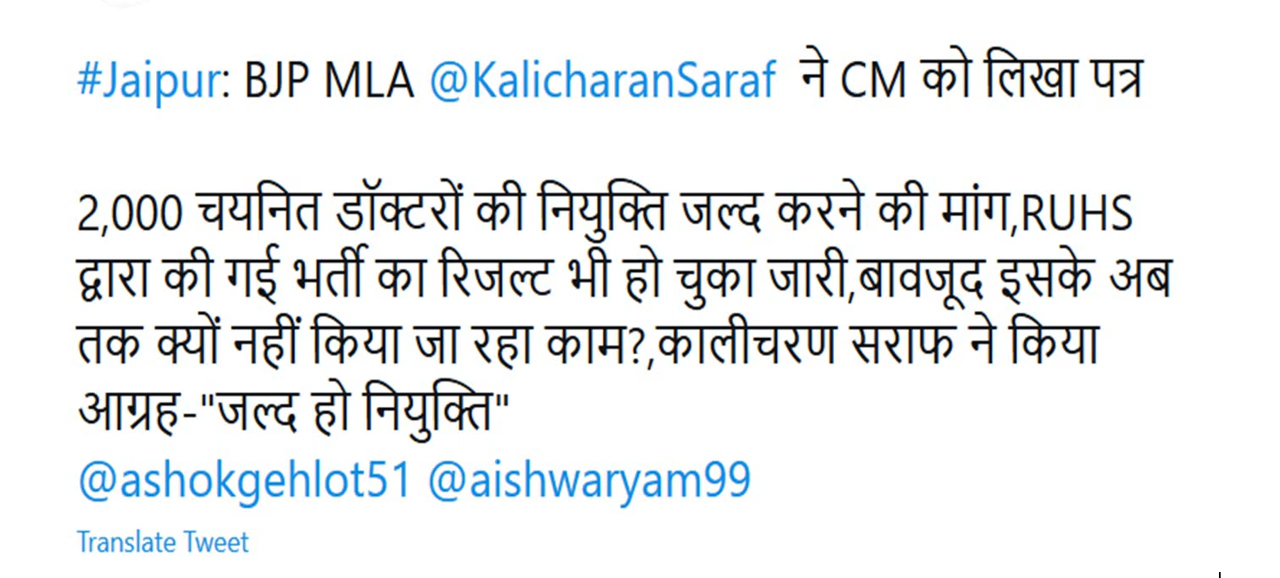 #Jaipur: BJP MLA @KalicharanSaraf ने CM को लिखा पत्र
2,000 चयनित डॉक्टरों की नियुक्ति जल्द करने की मांग,RUHS
द्वारा की गई भर्ती का रिजल्ट भी हो चुका जारी,बावजूद इसके अब
तक क्यों नहीं किया जा रहा काम?,कालीचरण सराफ ने किया
आग्रह-"जल्द हो नियुक्ति"
@ashokgehlot51 @aishwaryam99
Translate Tweet